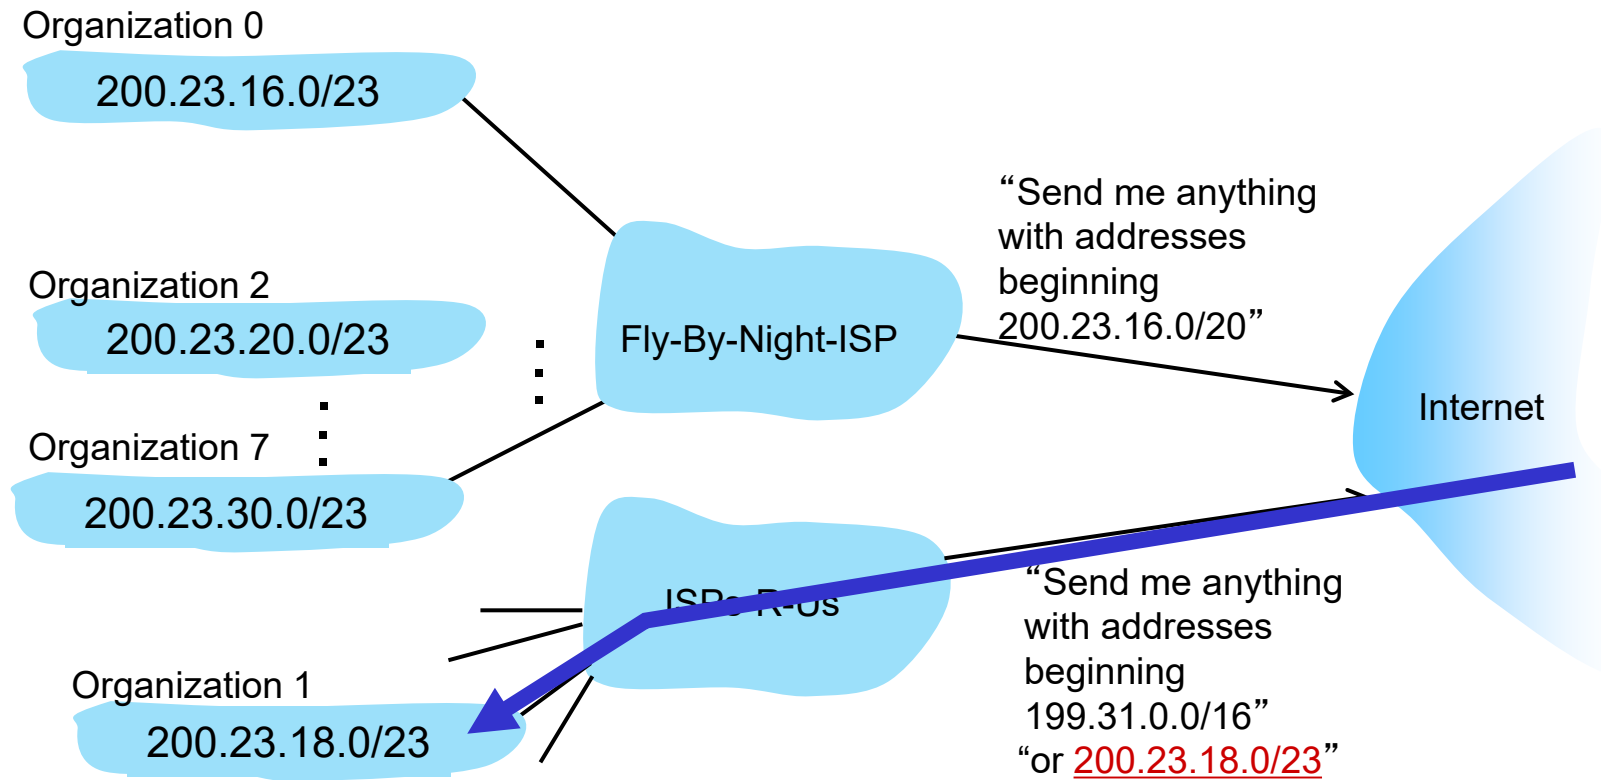 Organization 0
200.23.16.0/23
Organization 2
200.23.20.0/23
Organization 7
200.23.30.0/23
Fly-By-Night-ISP
“Send me anything
with addresses
beginning
200.23.16.0/20”
Internet
ISPs-R-Us
Organization 1
200.23.18.0/23
“Send me anything
with addresses
beginning
199.31.0.0/16”
“or 200.23.18.0/23”